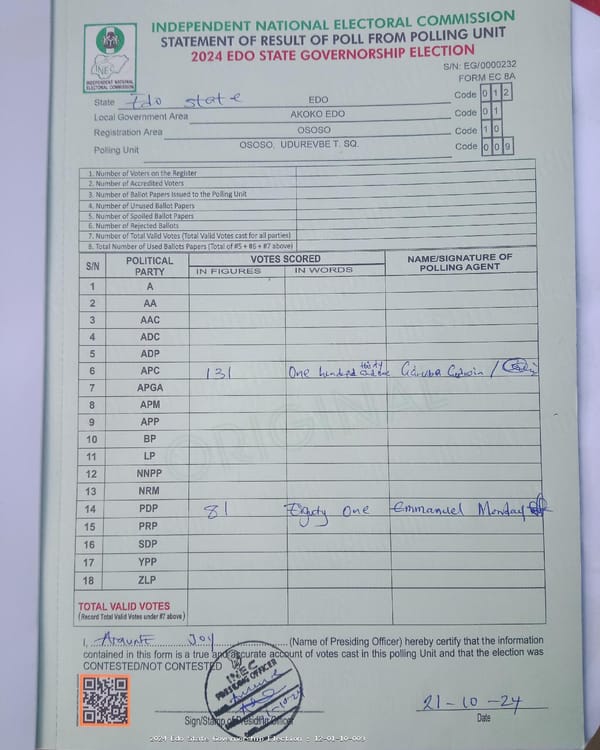 INDEPENDENT NATIONAL ELECTORAL COMMISSION
STATEMENT OF RESULT OF POLL FROM POLLING UNIT
2024 EDO STATE GOVERNORSHIP ELECTION
INEC
INDEPENDENT NATIONAL
ELECTORAL COMMISSION
S/N: EG/0000232
FORM EC 8A
State Edo state EDO Code 0 1 2
Local Government Area AKOKO EDO Code 0 1
Registration Area OSOSO Code 1 0
Polling Unit OSOSO, UDUREVBE T. SQ. Code 0 0 9
1. Number of Voters on the Register
2. Number of Accredited Voters
3. Number of Ballot Papers Issued to the Polling Unit
4. Number of Unused Ballot Papers
5. Number of Spoiled Ballot Papers
6. Number of Rejected Ballots
7. Number of Total Valid Votes (Total Valid Votes cast for all parties)
8. Total Number of Used Ballots Papers (Total of #5 + #6 + #7 above)
S/N POLITICAL PARTY VOTES SCORED NAME/SIGNATURE OF POLLING AGENT
IN FIGURES IN WORDS
1 A
2 AA
3 AAC
4 ADC
5 ADP
6 APC 131 One hundred thirty
7 APGA
8 APM
9 APP
10 BP
11 LP
12 NNPP
13 NRM
14 PDP 81 Eighty One Emmanuel Monday
15 PRP
16 SDP
17 YPP
18 ZLP
ORIGINAL
TOTAL VALID VOTES
(Record Total Valid Votes under #7 above)
I, Joy (Name of Presiding Officer) hereby certify that the information
contained in this form is a true and accurate account of votes cast in this polling Unit and that the election was
CONTESTED/NOT CONTESTED
INEC
PRESIDING OFFICER
Sign/Stamp of Presiding Officer
21-10-24
Date
2024 Edo State Governorship Election : 12-01-10-009